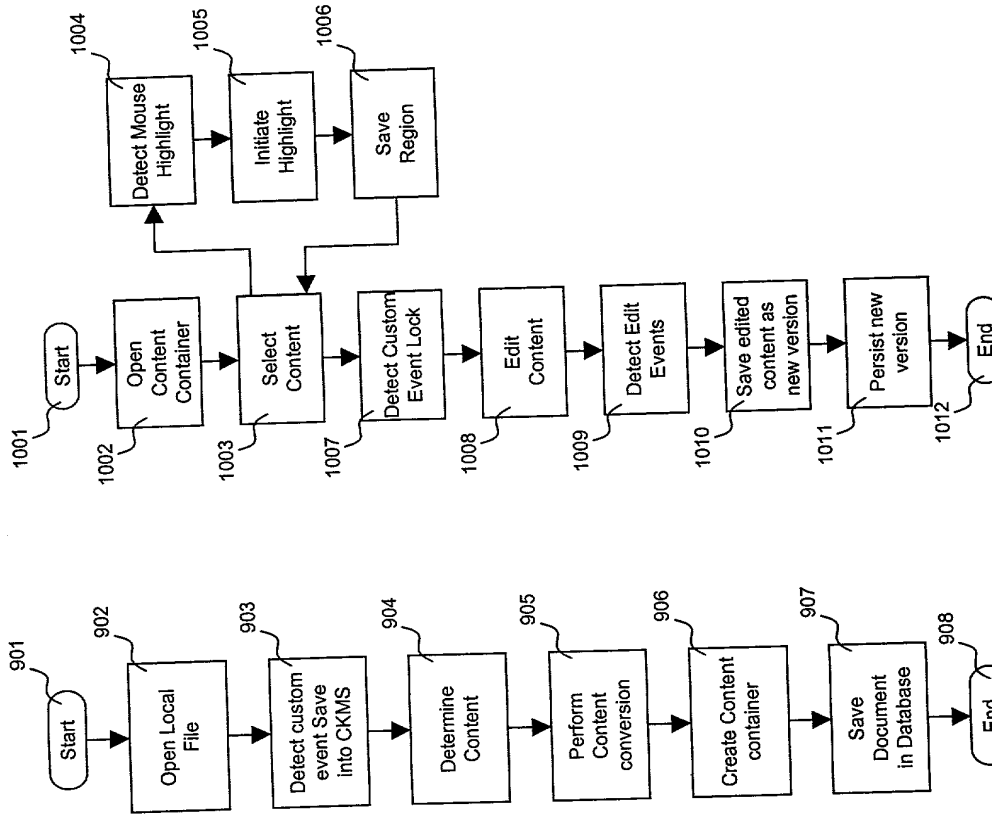 901
Start
902
Open Local
File
903
Detect custom
event Save
into CKMS
904
Determine
Content
905
Perform
Content
conversion
906
Create Content
container
907
Save
Document
in Database
908
End
1001
Start
1002
Open
Content
Container
1003
Select
Content
1004
Detect Mouse
Highlight
1005
Initiate
Highlight
1006
Save
Region
1007
Detect Custom
Event Lock
1008
Edit
Content
1009
Detect Edit
Events
1010
Save edited
content as
new version
1011
Persist new
version
1012
End